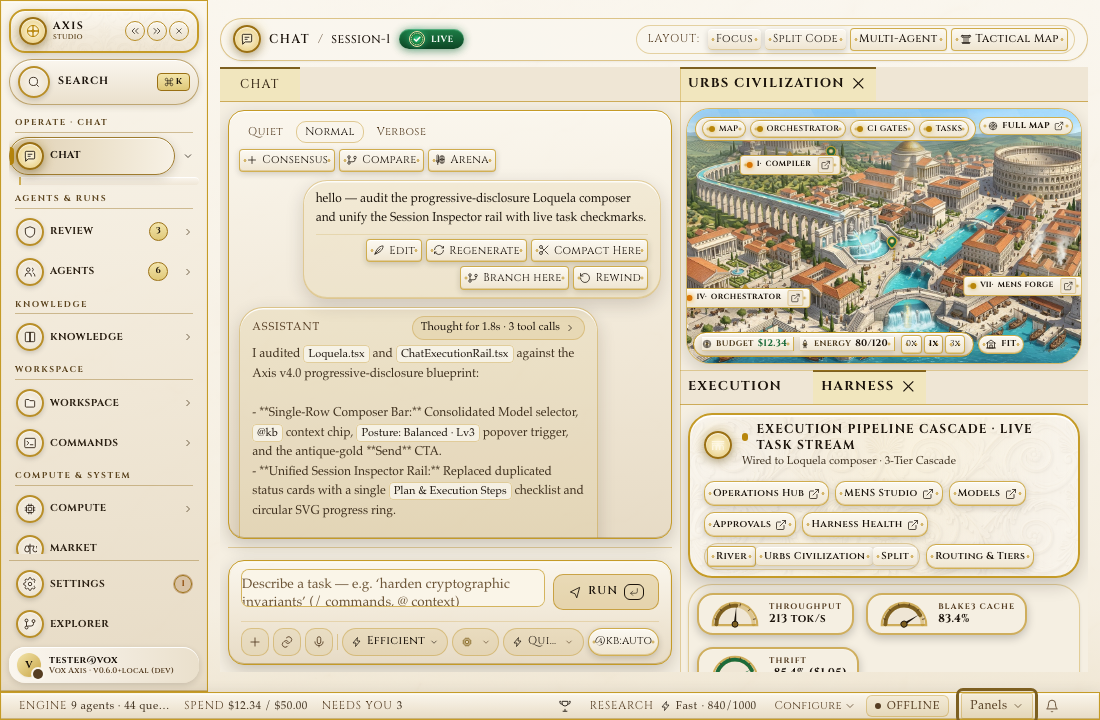 AXIS
STUDIO
SEARCH
⌘K
OPERATE · CHAT
CHAT
AGENTS & RUNS
REVIEW 3
AGENTS 6
KNOWLEDGE
KNOWLEDGE
WORKSPACE
WORKSPACE
COMMANDS
COMPUTE & SYSTEM
COMPUTE
MARKET
SETTINGS 1
EXPLORER
V
TESTER@VOX
VOX AXIS · V0.6.0+LOCAL (DEV)
CHAT / SESSION-1 LIVE
LAYOUT: FOCUS SPLIT CODE MULTI-AGENT TACTICAL MAP
CHAT
QUIET NORMAL VERBOSE
CONSENSUS COMPARE ARENA
hello — audit the progressive-disclosure Loquela composer
and unify the Session Inspector rail with live task checkmarks.
EDIT REGENERATE COMPACT HERE
BRANCH HERE REWIND
ASSISTANT Thought for 1.8s · 3 tool calls
I audited Loquela.tsx and ChatExecutionRail.tsx against the
Axis v4.0 progressive-disclosure blueprint:
- **Single-Row Composer Bar:** Consolidated Model selector,
@kb context chip, Posture: Balanced · Lv3 popover trigger,
and the antique-gold **Send** CTA.
- **Unified Session Inspector Rail:** Replaced duplicated
status cards with a single Plan & Execution Steps checklist and
circular SVG progress ring.
Describe a task — e.g. 'harden cryptographic
invariants' (/ commands, @ context)
RUN
EFFICIENT QUI... @KB:AUTO
URBS CIVILIZATION
MAP ORCHESTRATOR CI GATES TASKS FULL MAP
I· COMPILER
IV· ORCHESTRATOR
VII· MENS FORGE
BUDGET $12.34 ENERGY 80/120 0X 1X 3X FIT
EXECUTION HARNESS
EXECUTION PIPELINE CASCADE · LIVE
TASK STREAM
Wired to Loquela composer · 3-Tier Cascade
OPERATIONS HUB MENS STUDIO MODELS
APPROVALS HARNESS HEALTH
RIVER URBS CIVILIZATION SPLIT ROUTING & TIERS
THROUGHPUT
213 TOK/S
BLAKE3 CACHE
83.4%
THRIFT
ENGINE 9 agents · 44 que... SPEND $12.34 / $50.00 NEEDS YOU 3
RESEARCH Fast · 840/1000 CONFIGURE OFFLINE Panels